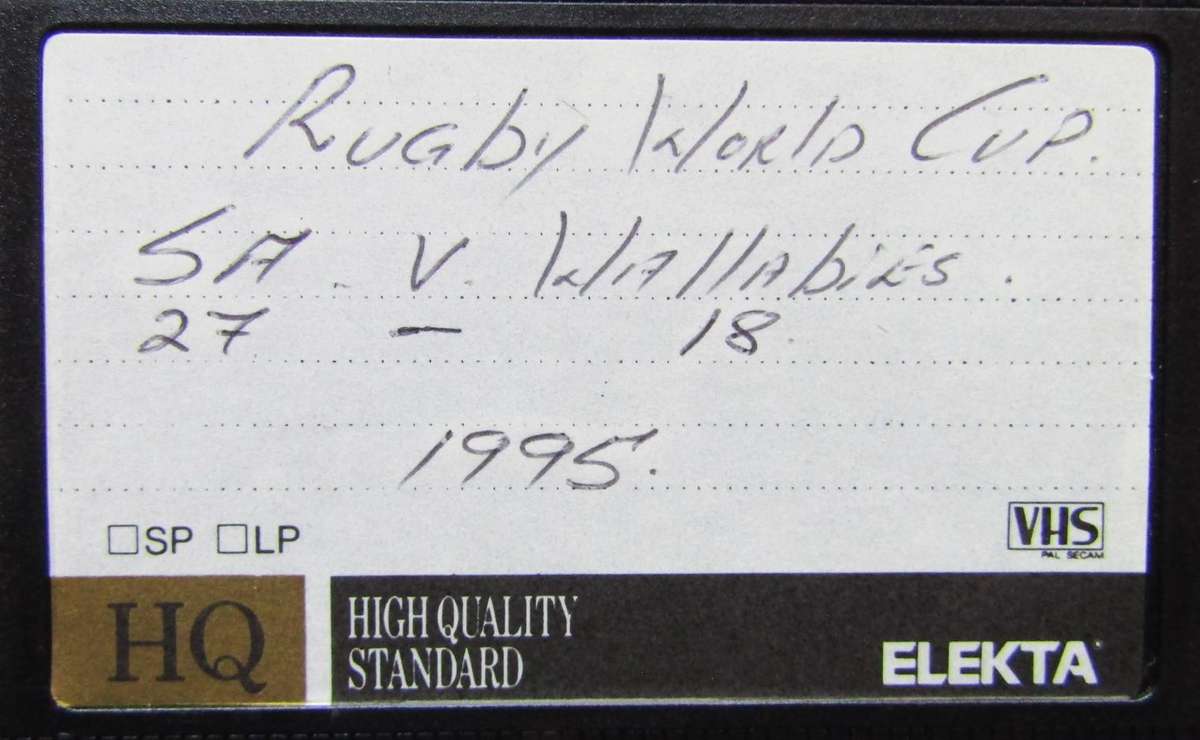 Rugby World Cup.
SA v. Wallabies.
27 - 18
1995.
SP LP
VHS
PAL SECAM
HQ
HIGH QUALITY
STANDARD
ELEKTA